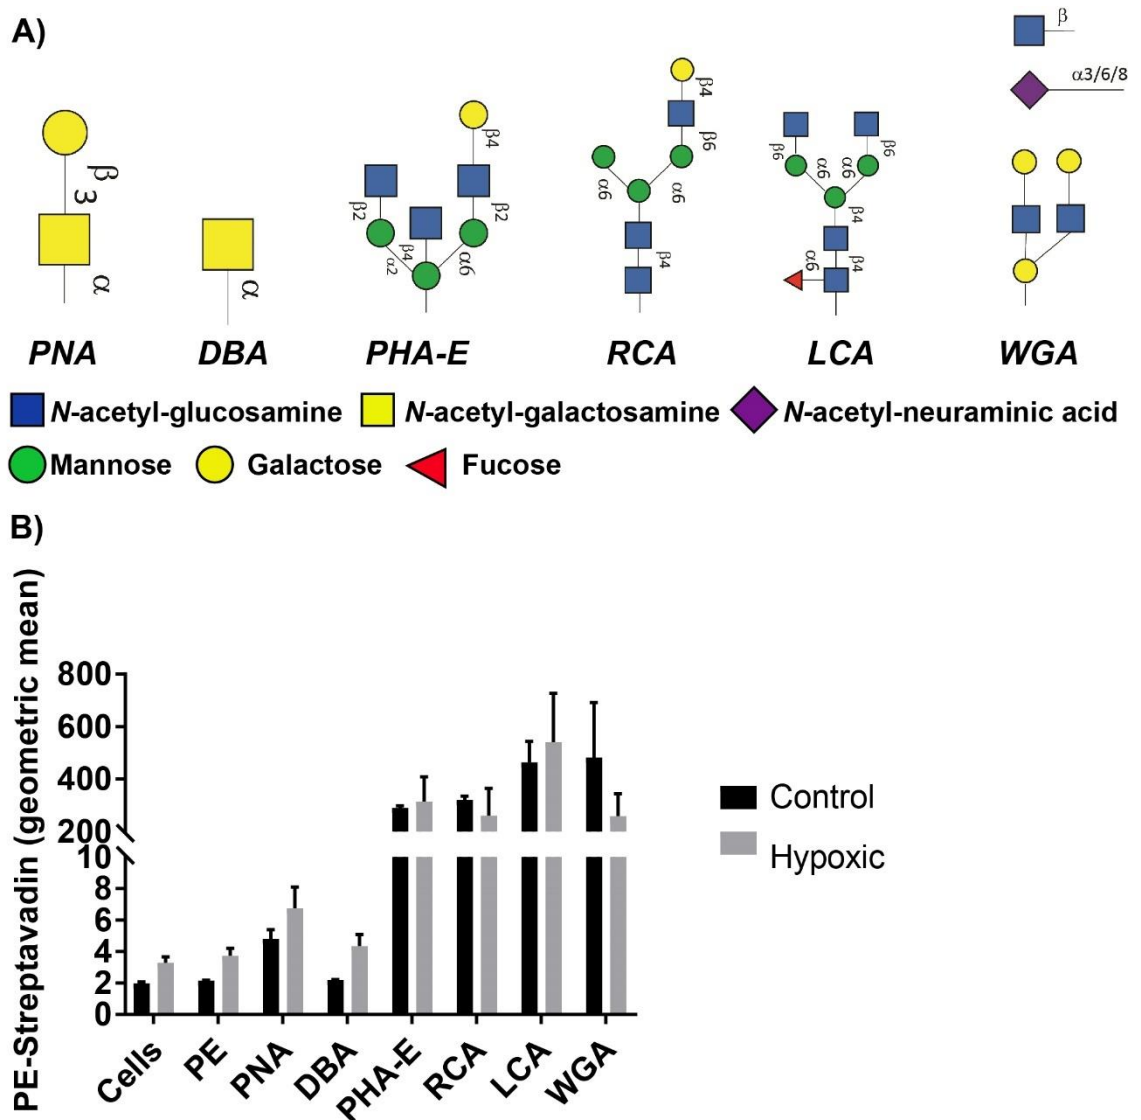 A)
β
α3/6/8
β
3
α
α
β4
β2
β2
β4
α2
α6
β4
β6
α6
α6
β4
β6
β6
α6
α6
β4
β4
α6
PNA
DBA
PHA-E
RCA
LCA
WGA
N-acetyl-glucosamine
N-acetyl-galactosamine
N-acetyl-neuraminic acid
Mannose
Galactose
Fucose
B)
PE-Streptavadin (geometric mean)
800
600
400
200
10
8
6
4
2
0
Cells
PE
PNA
DBA
PHA-E
RCA
LCA
WGA
Control
Hypoxic